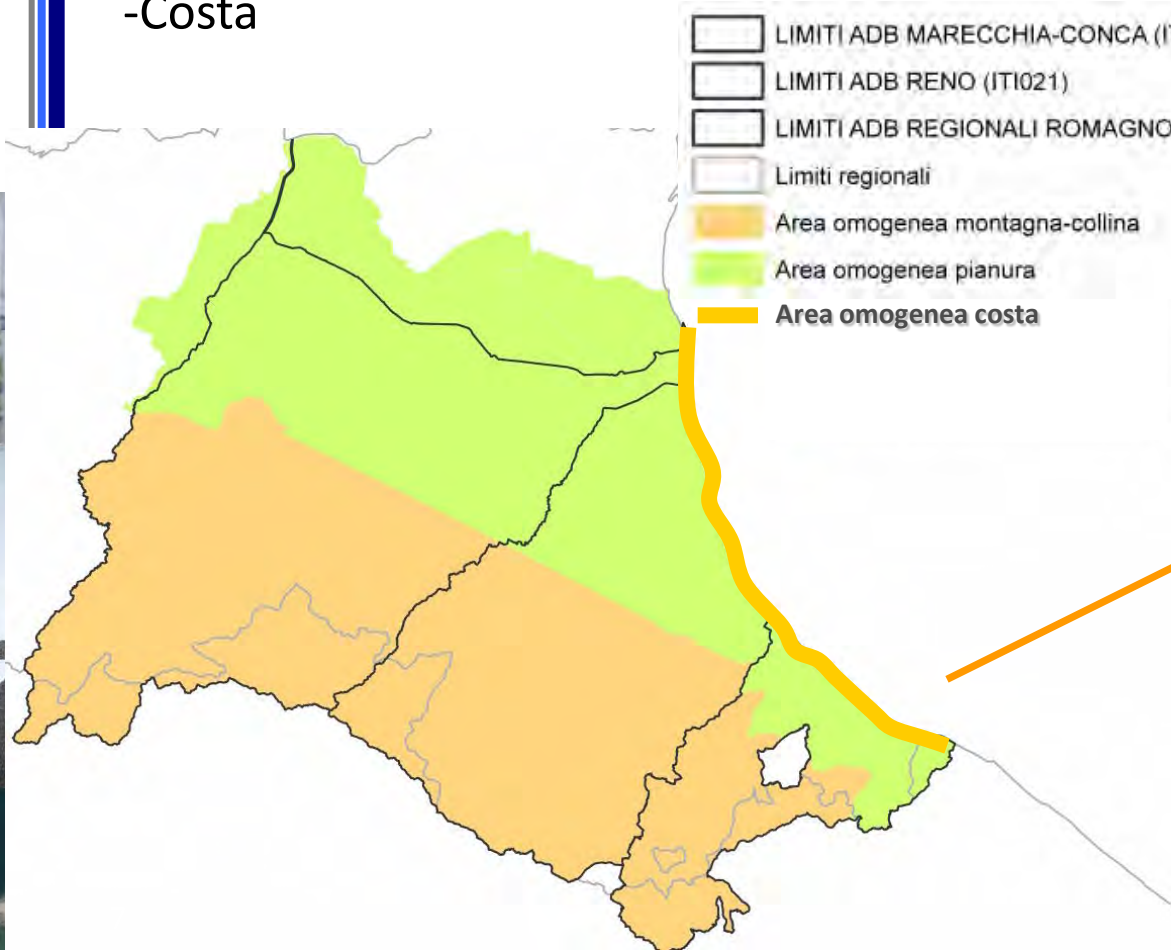 -Costa
LIMITI ADB MARECCHIA-CONCA
LIMITI ADB RENO (ITI021)
LIMITI ADB REGIONALI
Limiti regionali
Area omogenea montagna-collina
Area omogenea pianura
Area omogenea costa